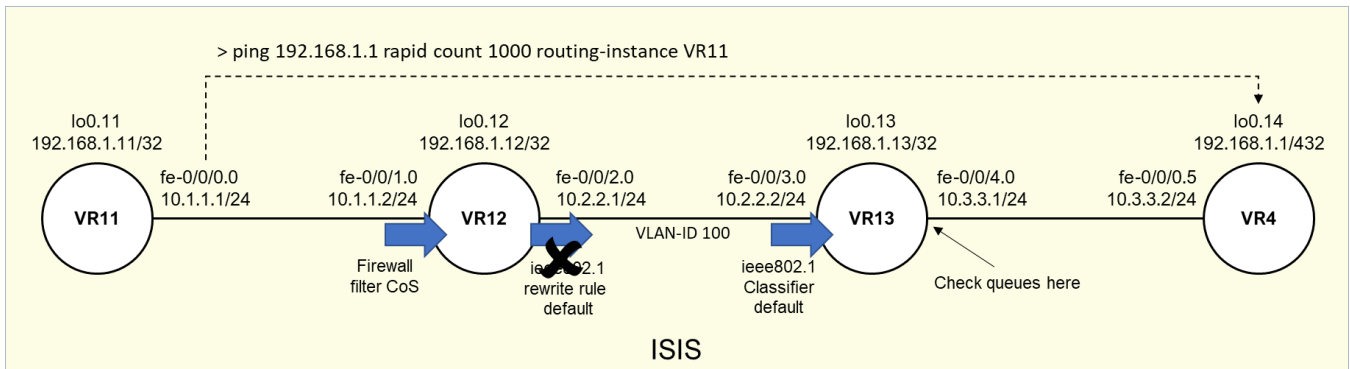 > ping 192.168.1.1 rapid count 1000 routing-instance VR11
lo0.11
192.168.1.11/32
lo0.12
192.168.1.12/32
lo0.13
192.168.1.13/32
lo0.14
192.168.1.1/432
fe-0/0/0.0
10.1.1.1/24
fe-0/0/1.0
10.1.1.2/24
fe-0/0/2.0
10.2.2.1/24
fe-0/0/3.0
10.2.2.2/24
fe-0/0/4.0
10.3.3.1/24
fe-0/0/0.5
10.3.3.2/24
VR11
VR12
VR13
VR4
VLAN-ID 100
Firewall
filter CoS
rewrite rule
default
ieee802.1
Classifier
default
Check queues here
ISIS